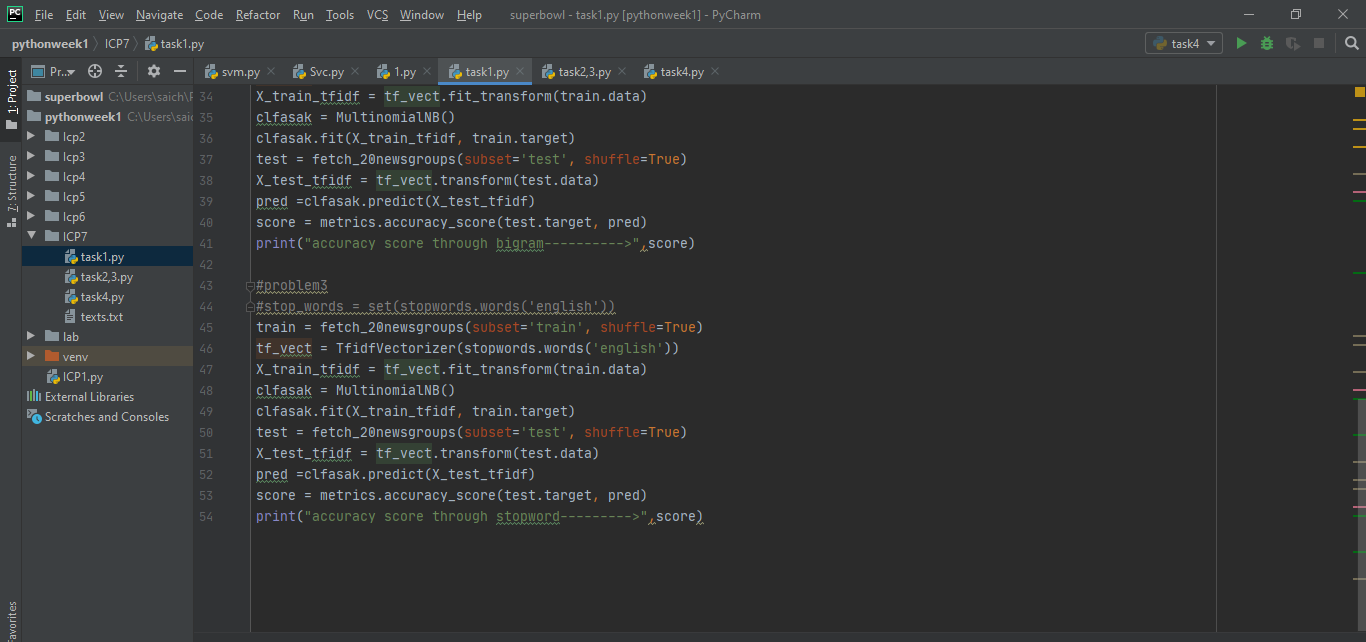 PC File Edit View Navigate Code Refactor Run Tools VCS Window Help superbowl - task1.py [pythonweek1] - PyCharm
pythonweek1 ICP7 task1.py task4
1: Project
7: Structure
Pr...
svm.py Svc.py 1.py task1.py task2,3.py task4.py
superbowl C:\Users\saich\
pythonweek1 C:\Users\
Icp2
Icp3
Icp4
Icp5
Icp6
ICP7
task1.py
task2,3.py
task4.py
texts.txt
lab
venv
ICP1.py
External Libraries
Scratches and Consoles
34 X_train_tfidf = tf_vect.fit_transform(train.data)
35 clfasak = MultinomialNB()
36 clfasak.fit(X_train_tfidf, train.target)
37 test = fetch_20newsgroups(subset='test', shuffle=True)
38 X_test_tfidf = tf_vect.transform(test.data)
39 pred =clfasak.predict(X_test_tfidf)
40 score = metrics.accuracy_score(test.target, pred)
41 print("accuracy score through bigram---------->",score)
42
43 #problem3
44 #stop_words = set(stopwords.words('english'))
45 train = fetch_20newsgroups(subset='train', shuffle=True)
46 tf_vect = TfidfVectorizer(stopwords.words('english'))
47 X_train_tfidf = tf_vect.fit_transform(train.data)
48 clfasak = MultinomialNB()
49 clfasak.fit(X_train_tfidf, train.target)
50 test = fetch_20newsgroups(subset='test', shuffle=True)
51 X_test_tfidf = tf_vect.transform(test.data)
52 pred =clfasak.predict(X_test_tfidf)
53 score = metrics.accuracy_score(test.target, pred)
54 print("accuracy score through stopword--------->",score)